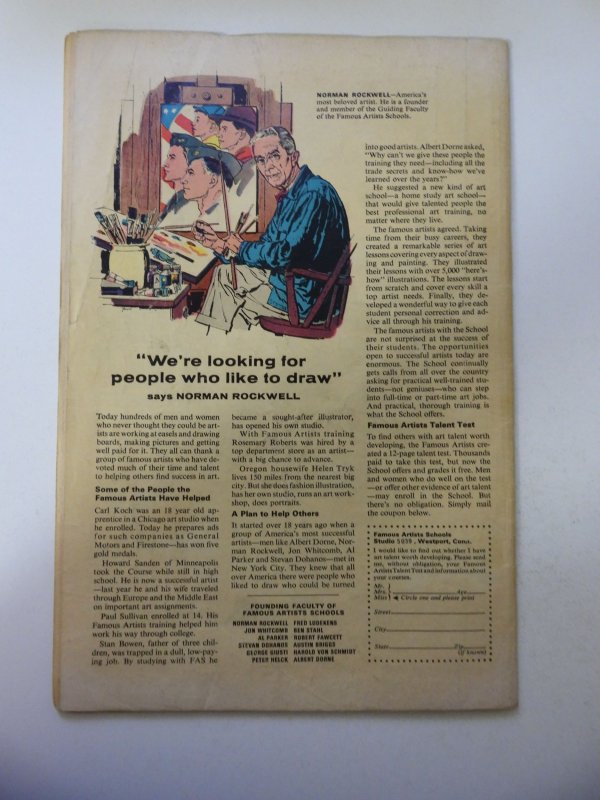 NORMAN ROCKWELL—America's
most beloved artist. He is a founder
and member of the Guiding Faculty
of the Famous Artists Schools.
"We're looking for
people who like to draw"
says NORMAN ROCKWELL
Today hundreds of men and women
who never thought they could be art-
ists are working at easels and drawing
boards, making pictures and getting
well paid for it. They all can thank a
group of famous artists who have de-
voted much of their time and talent
to helping others find success in art.
Some of the People the
Famous Artists Have Helped
Carl Koch was an 18 year old ap-
prentice in a Chicago art studio when
he enrolled. Today he prepares ads
for such companies as General
Motors and Firestone—has won five
gold medals.
Howard Sanden of Minneapolis
took the Course while still in high
school. He is now a successful artist
—last year he and his wife traveled
through Europe and the Middle East
on important art assignments.
Paul Sullivan enrolled at 14. His
Famous Artists training helped him
work his way through college.
Stan Bowen, father of three chil-
dren, was trapped in a dull, low-pay-
ing job. By studying with FAS he
became a sought-after illustrator,
has opened his own studio.
With Famous Artists training
Rosemary Roberts was hired by a
top department store as an artist—
with a big chance to advance.
Oregon housewife Helen Tryk
lives 150 miles from the nearest big
city. But she does fashion illustration,
has her own studio, runs an art work-
shop, does portraits.
A Plan to Help Others
It started over 18 years ago when a
group of America's most successful
artists—men like Albert Dorne, Nor-
man Rockwell, Jon Whitcomb, Al
Parker and Stevan Dohanos—met in
New York City. They knew that all
over America there were people who
liked to draw who could be turned
FOUNDING FACULTY OF
FAMOUS ARTISTS SCHOOLS
NORMAN ROCKWELL FRED LUDEKENS
JON WHITCOMB BEN STAHL
AL PARKER ROBERT FAWCETT
STEVAN DOHANOS AUSTIN BRIGGS
GEORGE GIUSTI HAROLD VON SCHMIDT
PETER HELCK ALBERT DORNE
into good artists. Albert Dorne asked,
"Why can't we give these people the
training they need—including all the
trade secrets and know-how we've
learned over the years?"
He suggested a new kind of art
school—a home study art school—
that would give talented people the
best professional art training, no
matter where they live.
The famous artists agreed. Taking
time from their busy careers, they
created a remarkable series of art
lessons covering every aspect of draw-
ing and painting. They illustrated
their lessons with over 5,000 "here's-
how" illustrations. The lessons start
from scratch and cover every skill a
top artist needs. Finally, they de-
veloped a wonderful way to give each
student personal correction and ad-
vice all through his training.
The famous artists with the School
are not surprised at the success of
their students. The opportunities
open to successful artists today are
enormous. The School continually
gets calls from all over the country
asking for practical well-trained stu-
dents—not geniuses—who can step
into full-time or part-time art jobs.
And practical, thorough training is
what the School offers.
Famous Artists Talent Test
To find others with art talent worth
developing, the Famous Artists cre-
ated a 12-page talent test. Thousands
paid to take this test, but now the
School offers and grades it free. Men
and women who do well on the test
—or offer other evidence of art talent
—may enroll in the School. But
there's no obligation. Simply mail
the coupon below.
Famous Artists Schools
Studio 5039, Westport, Conn.
I would like to find out whether I have
art talent worth developing. Please send
me, without obligation, your Famous
Artists Talent Test and information about
your courses.
Mr.
Mrs. Age
Miss Circle one and please print
Street
City
State Zip
(if known)